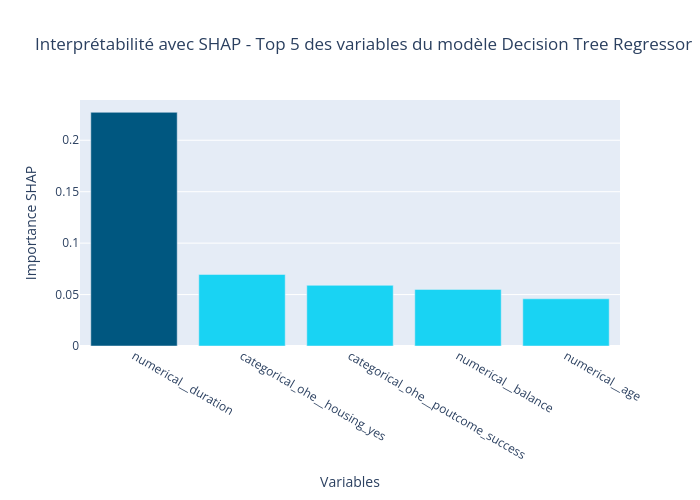 Interprétabilité avec SHAP - Top 5 des variables du modèle Decision Tree Regressor
Importance SHAP
0.2
0.15
0.1
0.05
0
numerical__duration
categorical_ohe__housing_yes
categorical_ohe__poutcome_success
numerical__balance
numerical__age
Variables